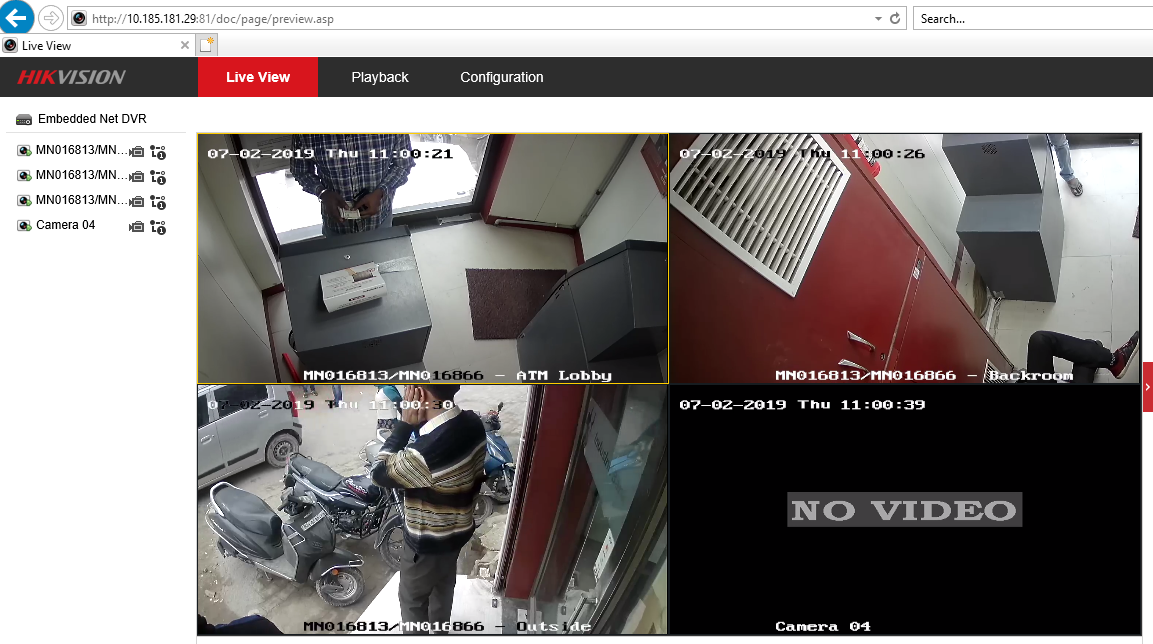 http://10.185.181.29:81/doc/page/preview.asp
Search...
Live View
HIKVISION
Live View
Playback
Configuration
Embedded Net DVR
MN016813/MN...
MN016813/MN...
MN016813/MN...
Camera 04
07-02-2019 Thu 11:00:21
MN016813/MN016866 - ATM Lobby
07-02-2019 Thu 11:00:26
MN016813/MN016866 - Backroom
07-02-2019 Thu 11:00:30
MN016813/MN016866 - Outside
07-02-2019 Thu 11:00:39
NO VIDEO
Camera 04